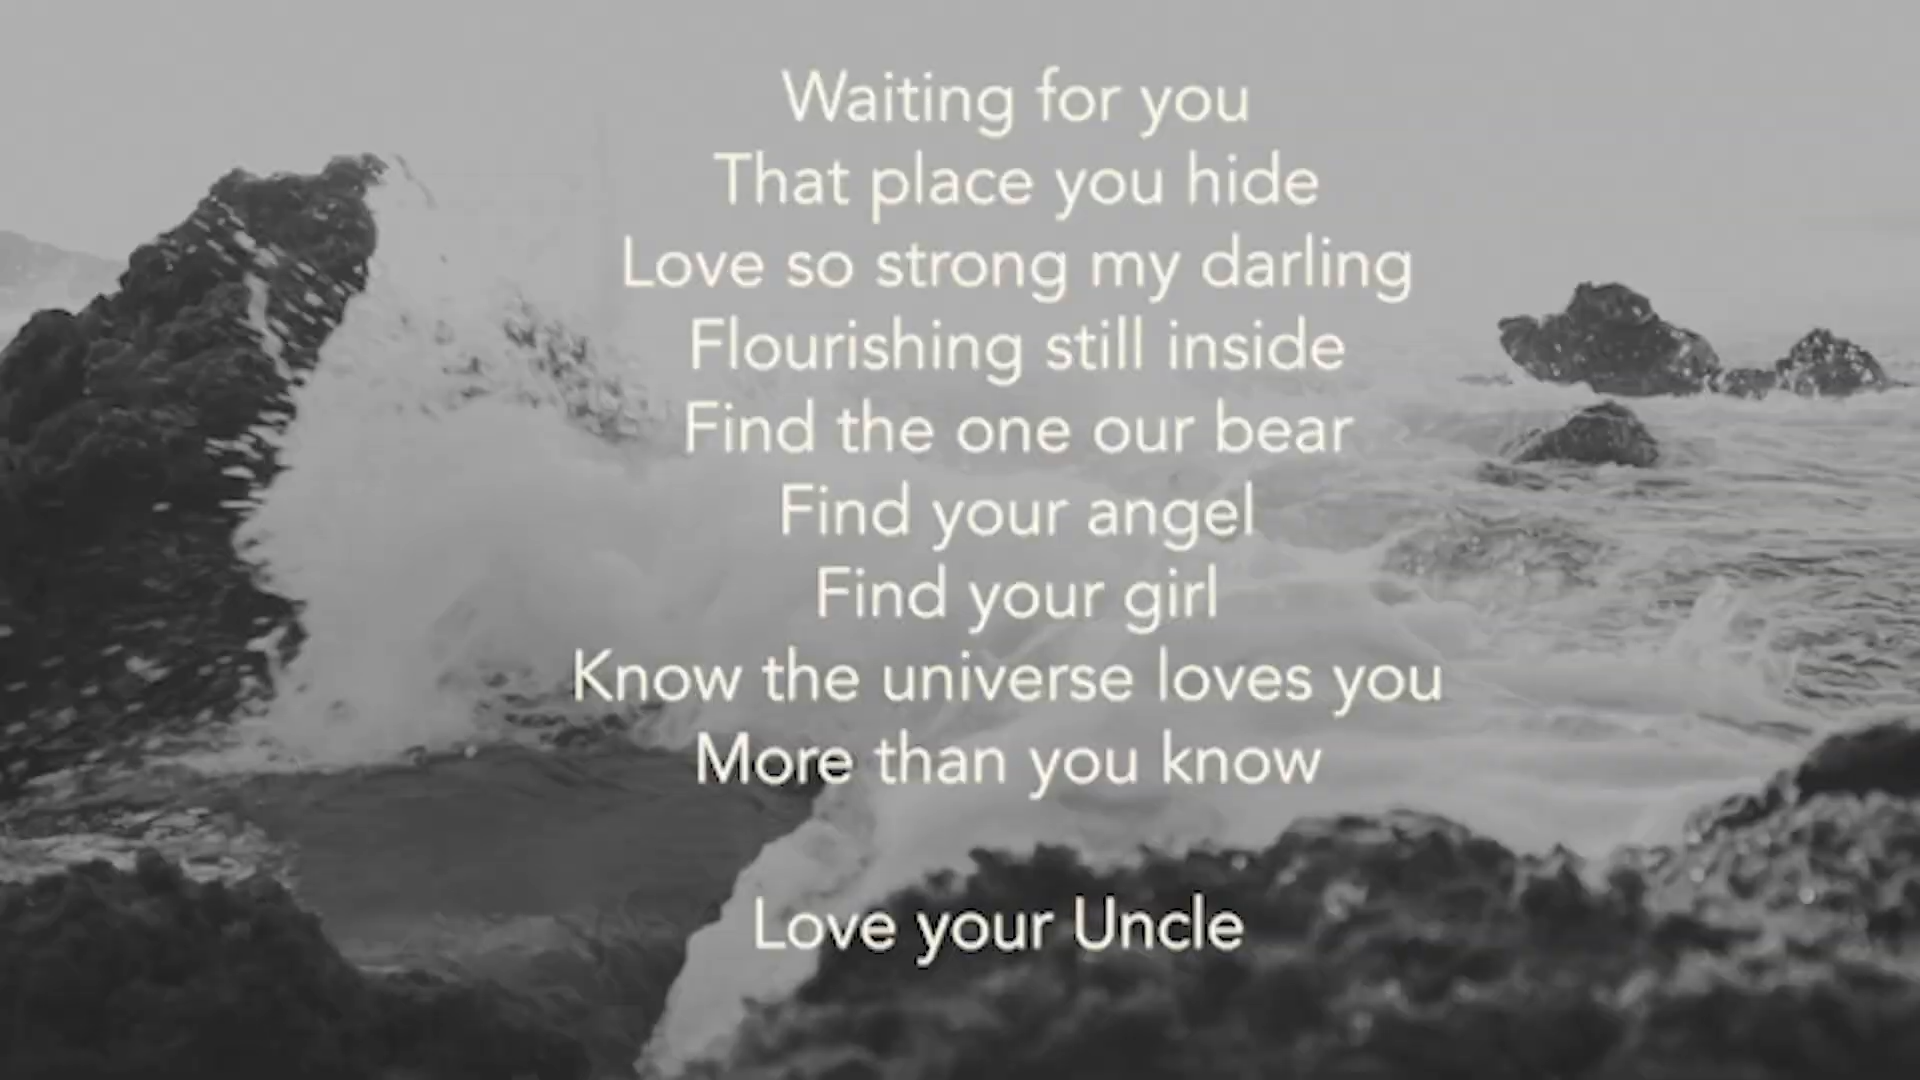 Waiting for you
That place you hide
Love so strong my darling
Flourishing still inside
Find the one our bear
Find your angel
Find your girl
Know the universe loves you
More than you know
Love your Uncle